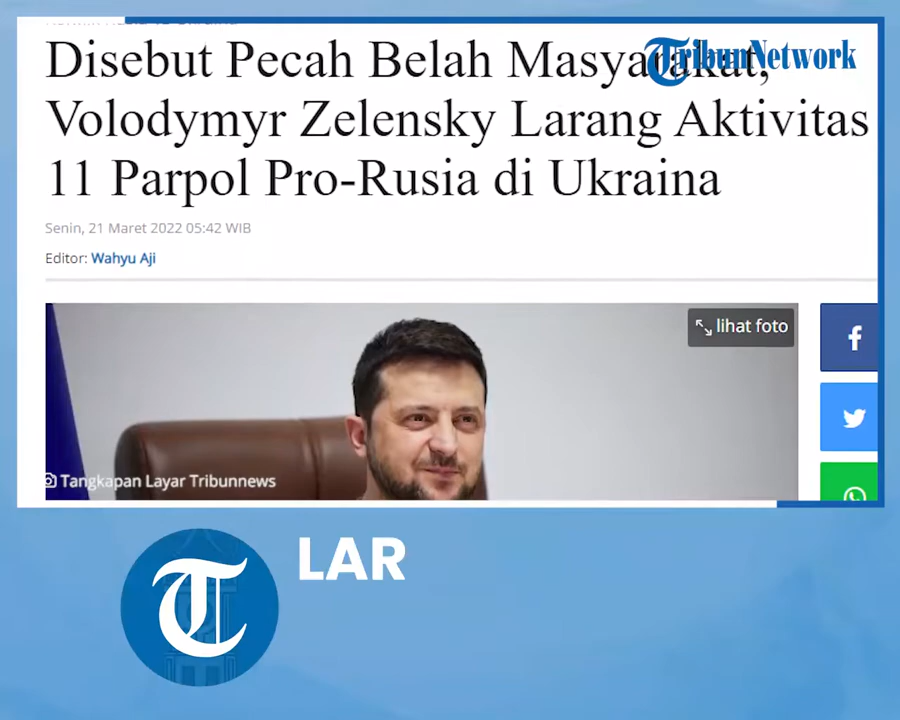 Disebut Pecah Belah Masyarakat,
TribunNetwork
Volodymyr Zelensky Larang Aktivitas
11 Parpol Pro-Rusia di Ukraina
Senin, 21 Maret 2022 05:42 WIB
Editor: Wahyu Aji
lihat foto
f
Tangkapan Layar Tribunnews
T
LAR